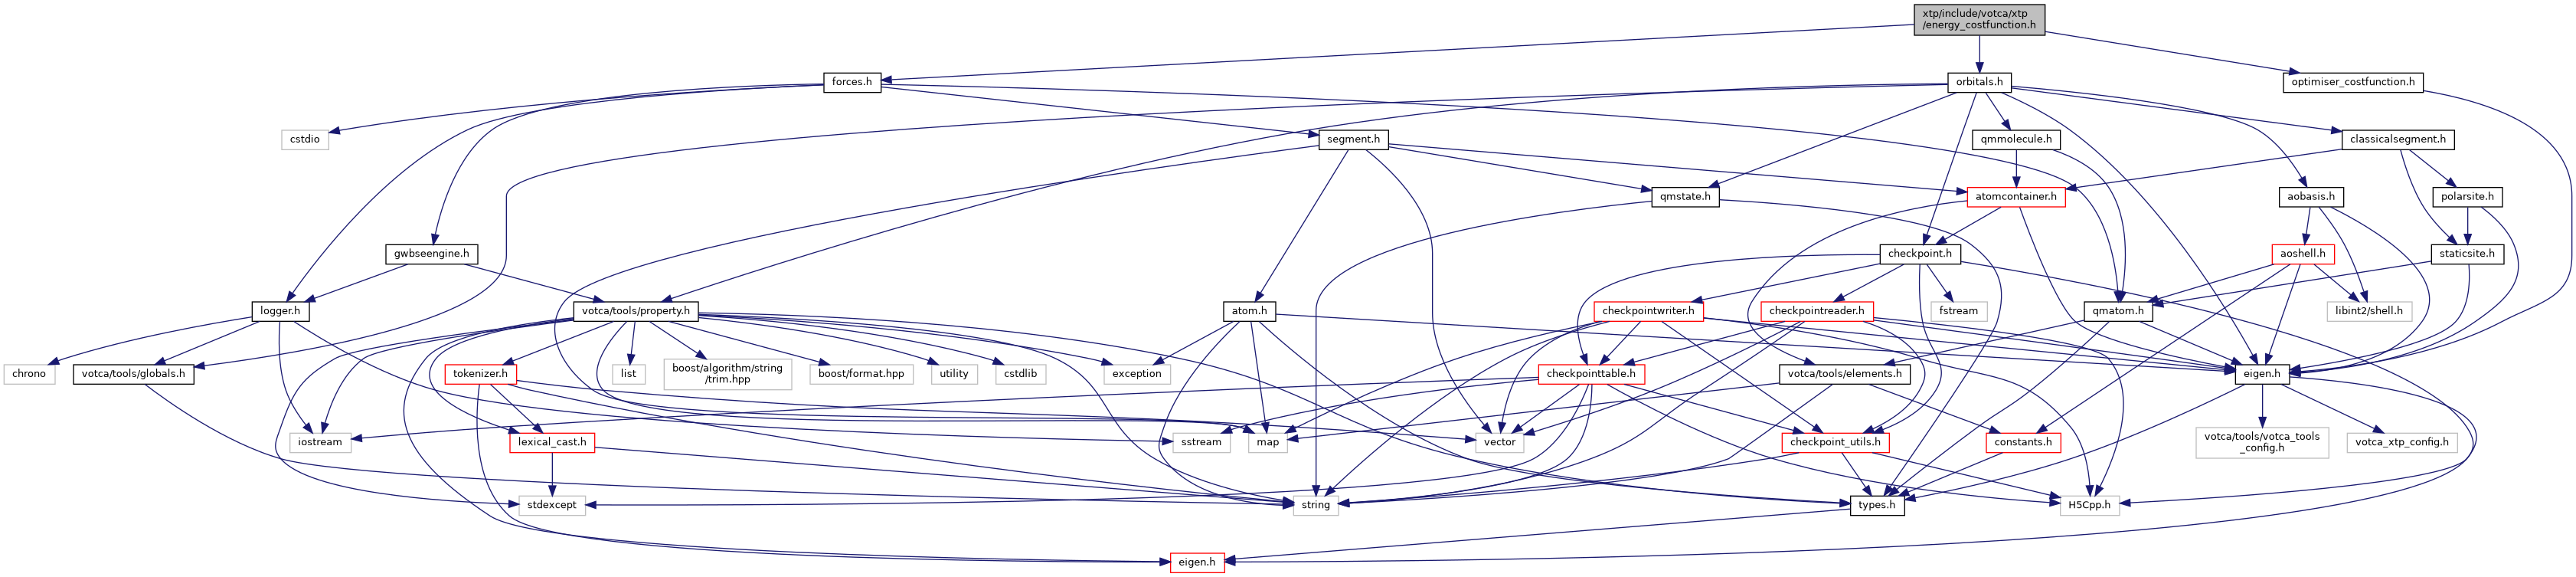 xtp/include/votca/xtp
/energy_costfunction.h
forces.h
orbitals.h
optimiser_costfunction.h
cstdio
segment.h
qmmolecule.h
classicalsegment.h
qmstate.h
atomcontainer.h
aobasis.h
polarsite.h
gwbseengine.h
checkpoint.h
aoshell.h
staticsite.h
logger.h
votca/tools/property.h
atom.h
checkpointwriter.h
checkpointreader.h
fstream
qmatom.h
libint2/shell.h
chrono
votca/tools/globals.h
tokenizer.h
list
boost/algorithm/string
/trim.hpp
boost/format.hpp
utility
cstdlib
exception
checkpointtable.h
votca/tools/elements.h
eigen.h
iostream
lexical_cast.h
sstream
map
vector
checkpoint_utils.h
constants.h
votca/tools/votca_tools
_config.h
votca_xtp_config.h
stdexcept
string
types.h
H5Cpp.h
eigen.h